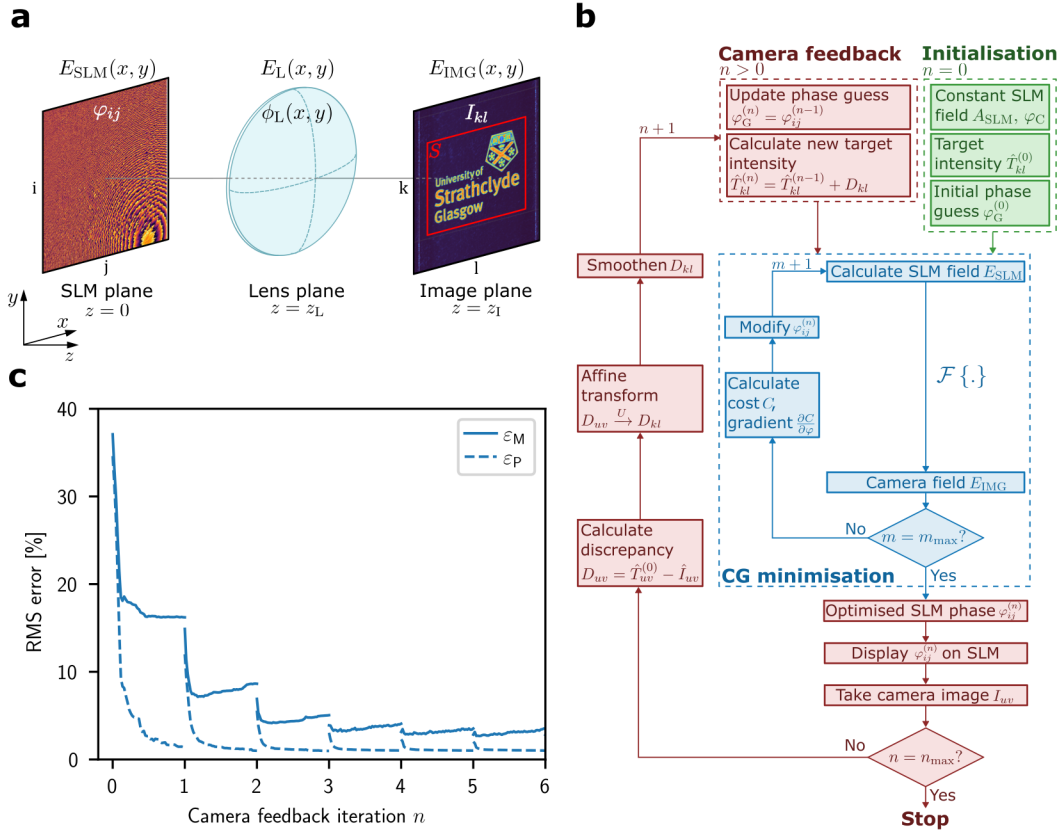 a
E_SLM(x, y)
E_L(x, y)
E_IMG(x, y)
φ_ij
ϕ_L(x, y)
I_kl
S
University of
Strathclyde
Glasgow
i
k
j
l
SLM plane
z = 0
Lens plane
z = z_L
Image plane
z = z_I
y
x
z
b
Camera feedback
n > 0
Initialisation
n = 0
Update phase guess
φ_G^(n) = φ_ij^(n−1)
Calculate new target
intensity
T̂_kl^(n) = T̂_kl^(n−1) + D_kl
Constant SLM
field A_SLM, φ_C
Target
intensity T̂_kl^(0)
Initial phase
guess φ_G^(0)
n + 1
Smoothen D_kl
Affine
transform
D_uv →^U D_kl
Calculate
discrepancy
D_uv = T̂_uv^(0) − Î_uv
m + 1
Calculate SLM field E_SLM
Modify φ_ij^(n)
Calculate
cost C,
gradient ∂C/∂φ
F {.}
Camera field E_IMG
No
m = m_max?
CG minimisation
Yes
Optimised SLM phase φ_ij^(n)
Display φ_ij^(n) on SLM
Take camera image I_uv
No
n = n_max?
Yes
Stop
c
40
30
20
10
0
RMS error [%]
ε_M
ε_P
0 1 2 3 4 5 6
Camera feedback iteration n